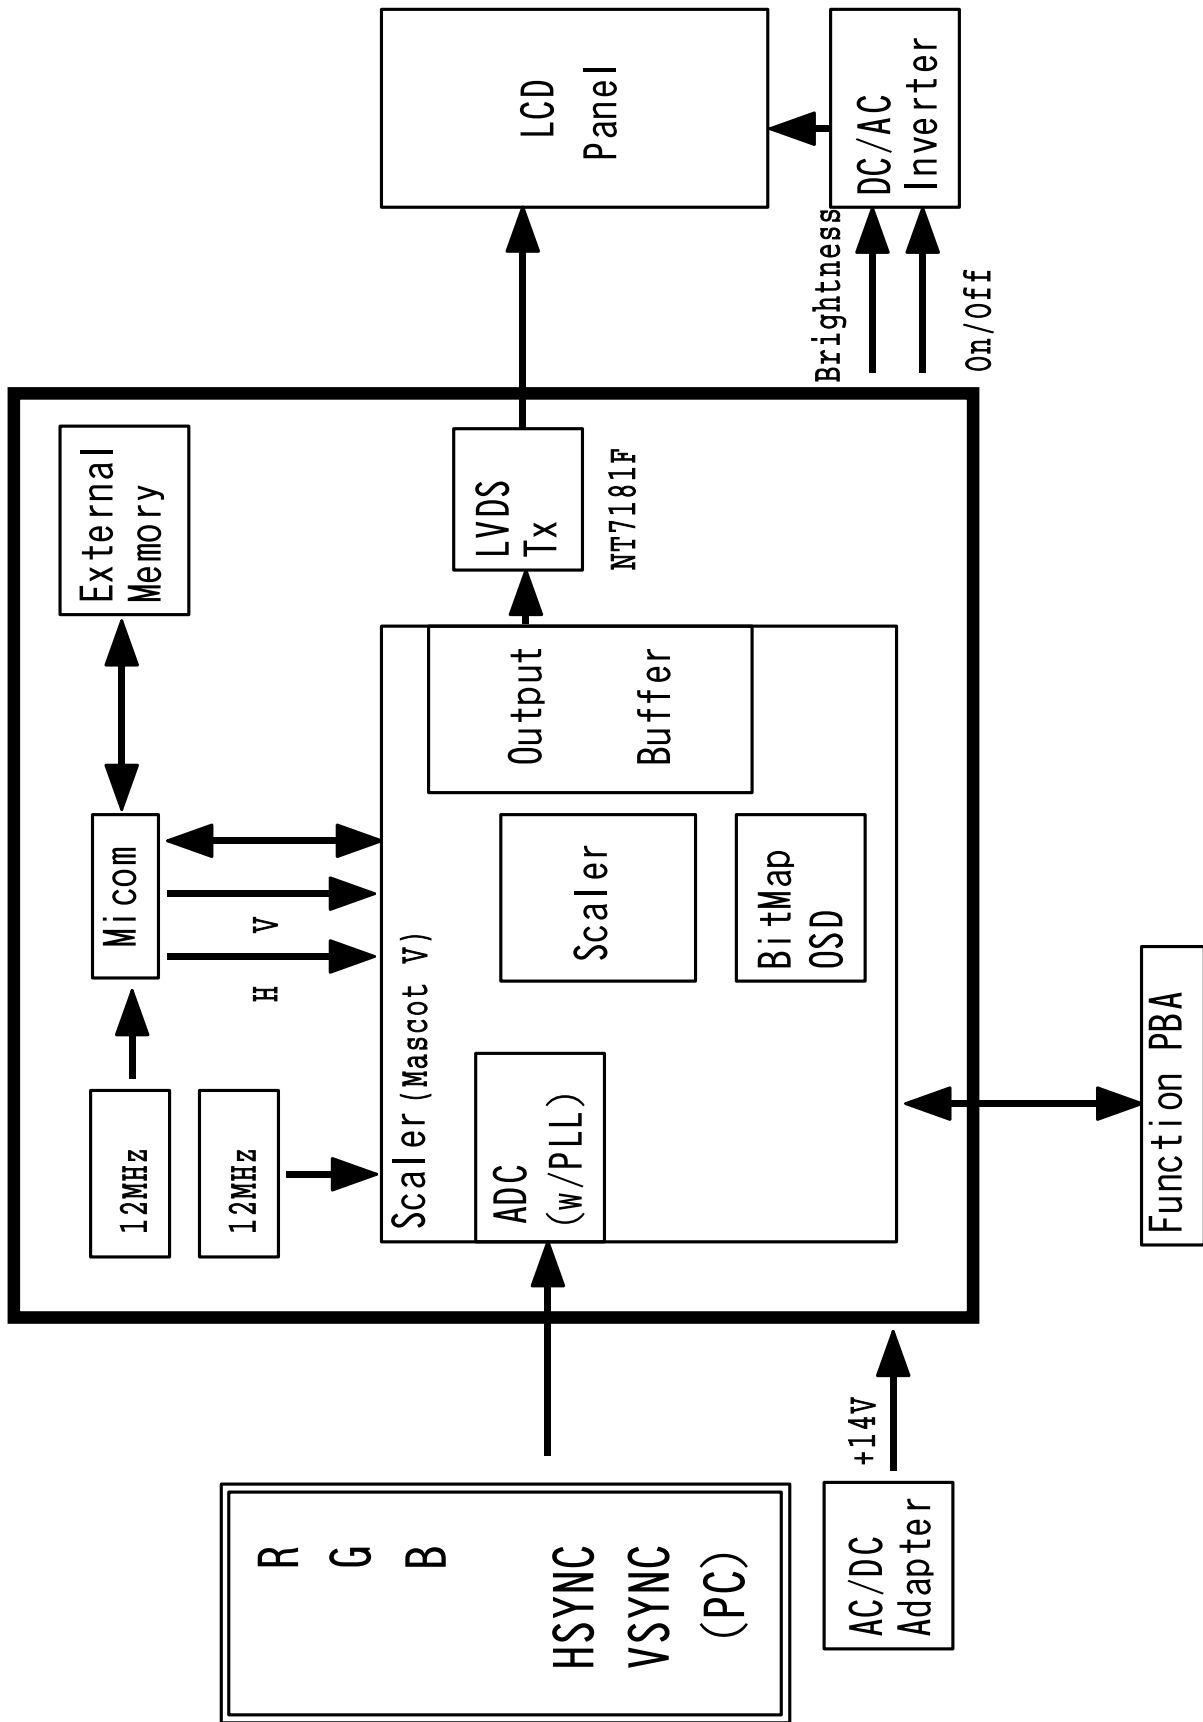 R
G
B
HSYNC
VSYNC
(PC)
AC/DC
Adapter
+14V
12MHz
12MHz
Micom
H
V
External
Memory
Scaler(Mascot V)
ADC
(w/PLL)
Scaler
BitMap
OSD
Output
Buffer
LVDS
Tx
NT7181F
Function PBA
LCD
Panel
Brightness
On/Off
DC/AC
Inverter